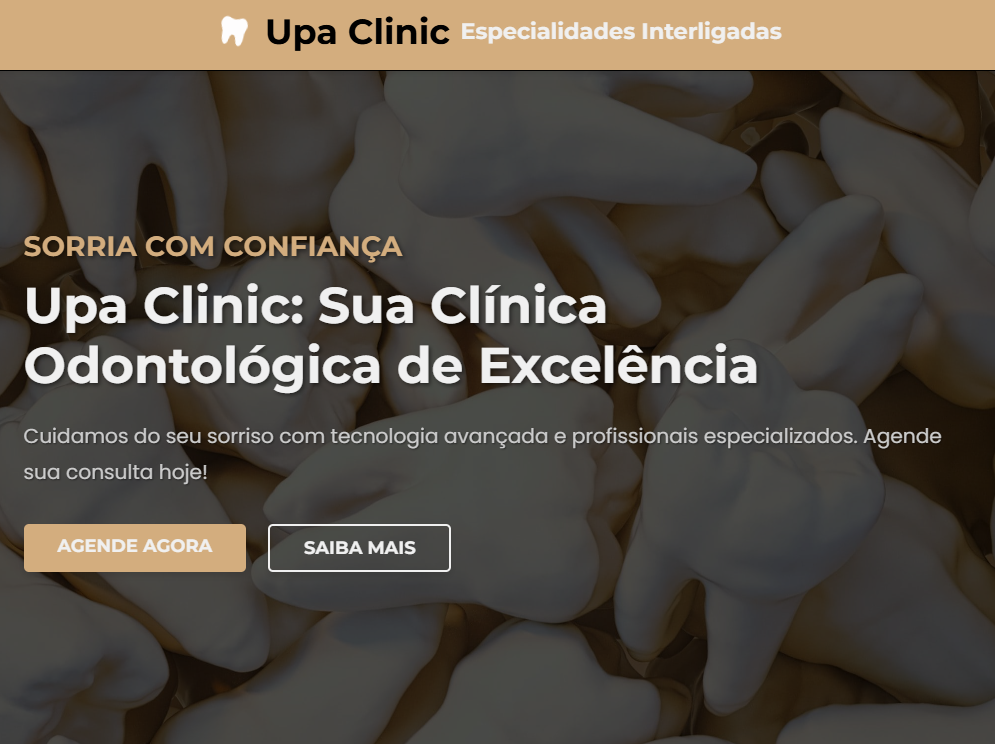 Upa Clinic Especialidades Interligadas
SORRIA COM CONFIANÇA
Upa Clinic: Sua Clínica
Odontológica de Excelência
Cuidamos do seu sorriso com tecnologia avançada e profissionais especializados. Agende
sua consulta hoje!
AGENDE AGORA SAIBA MAIS